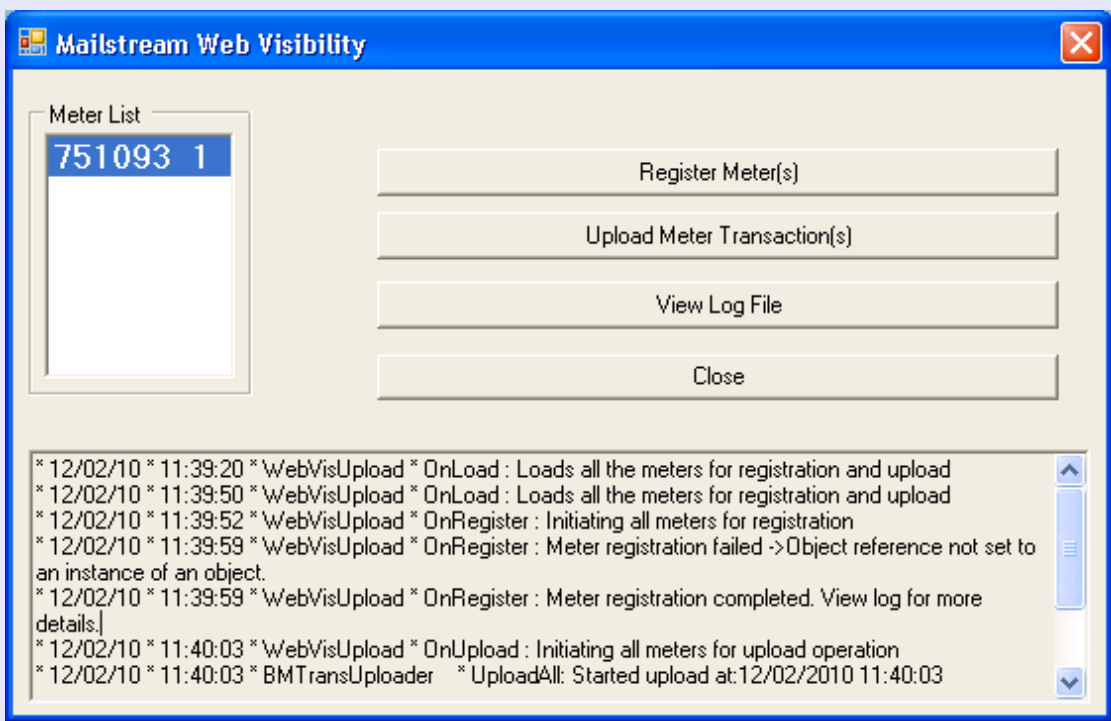 Mailstream Web Visibility
Meter List
751093 1
Register Meter(s)
Upload Meter Transaction(s)
View Log File
Close
* 12/02/10 * 11:39:20 * WebVisUpload * OnLoad : Loads all the meters for registration and upload
* 12/02/10 * 11:39:50 * WebVisUpload * OnLoad : Loads all the meters for registration and upload
* 12/02/10 * 11:39:52 * WebVisUpload * OnRegister : Initiating all meters for registration
* 12/02/10 * 11:39:59 * WebVisUpload * OnRegister : Meter registration failed ->Object reference not set to
an instance of an object.
* 12/02/10 * 11:39:59 * WebVisUpload * OnRegister : Meter registration completed. View log for more
details.
* 12/02/10 * 11:40:03 * WebVisUpload * OnUpload : Initiating all meters for upload operation
* 12/02/10 * 11:40:03 * BMTransUploader * UploadAll: Started upload at:12/02/2010 11:40:03